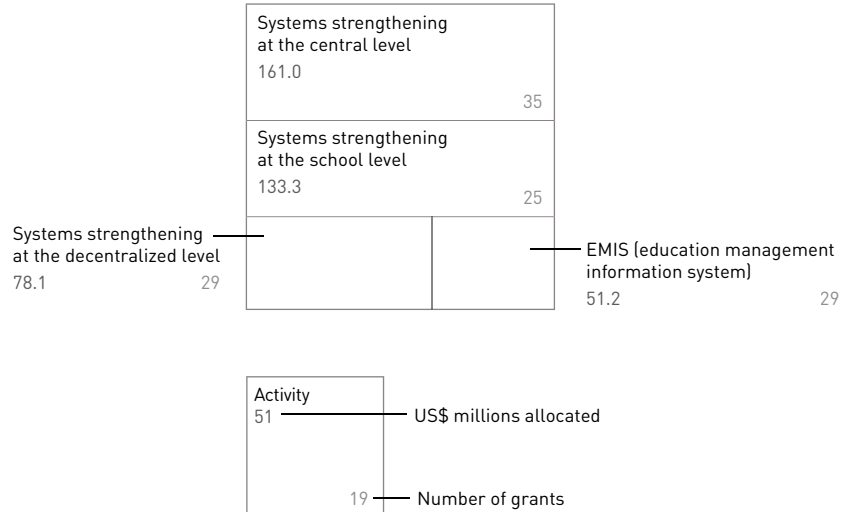 Systems strengthening
at the central level
161.0
35
Systems strengthening
at the school level
133.3
25
Systems strengthening
at the decentralized level
78.1 29
EMIS (education management
information system)
51.2 29
Activity
51
US$ millions allocated
19
Number of grants